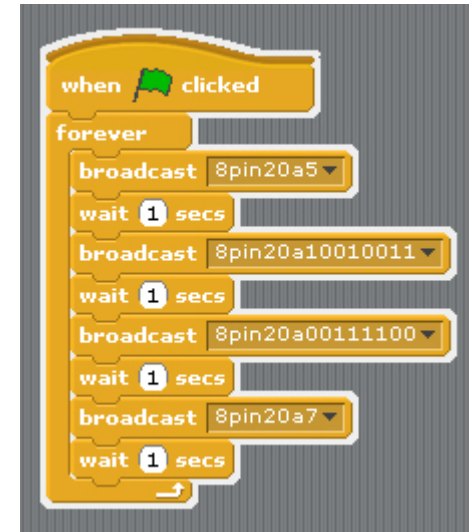 when clicked
forever
broadcast 8pin20a5
wait 1 secs
broadcast 8pin20a10010011
wait 1 secs
broadcast 8pin20a00111100
wait 1 secs
broadcast 8pin20a7
wait 1 secs